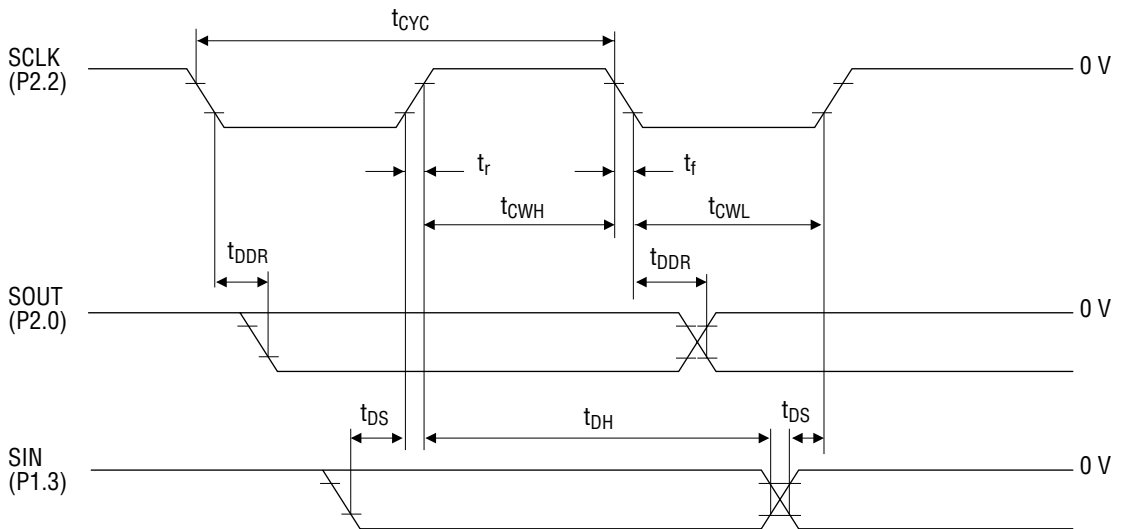 tCYC
SCLK
(P2.2)
0 V
tr
tf
tCWH
tCWL
tDDR
tDDR
SOUT
(P2.0)
0 V
tDS
tDH
tDS
SIN
(P1.3)
0 V